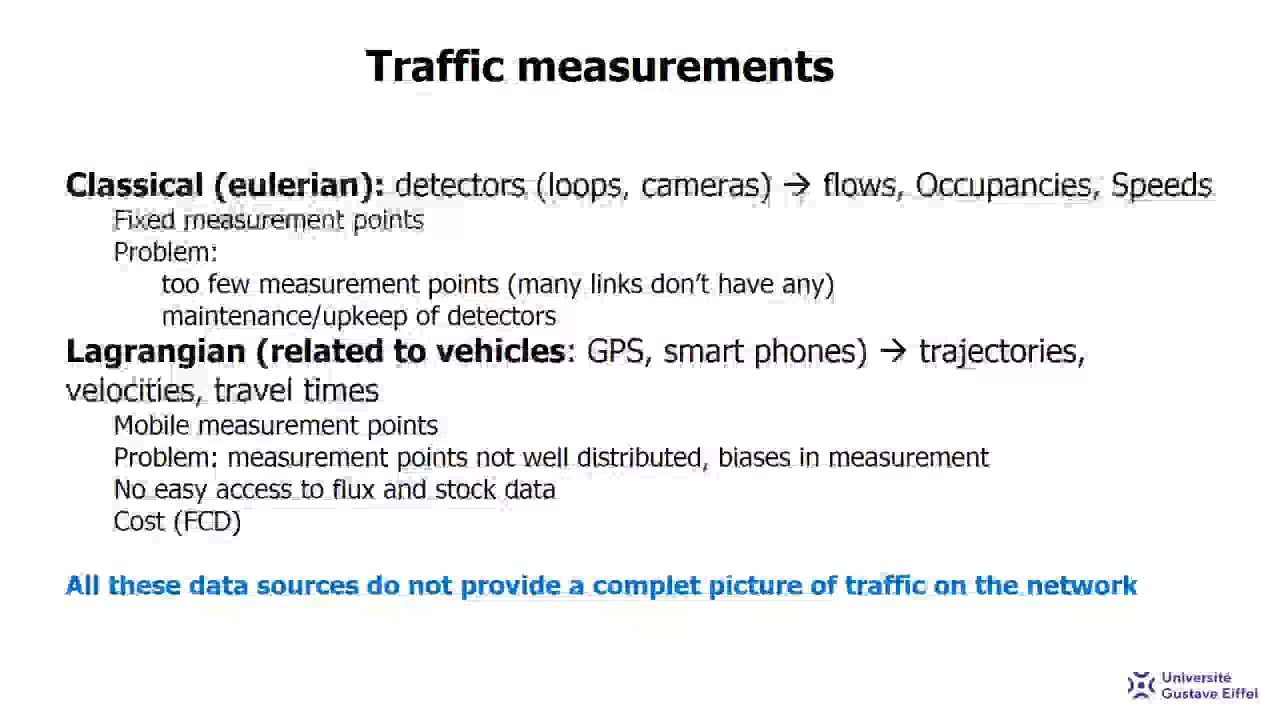 Traffic measurements
Classical (eulerian): detectors (loops, cameras) → flows, Occupancies, Speeds
Fixed measurement points
Problem:
too few measurement points (many links don't have any)
maintenance/upkeep of detectors
Lagrangian (related to vehicles: GPS, smart phones) → trajectories,
velocities, travel times
Mobile measurement points
Problem: measurement points not well distributed, biases in measurement
No easy access to flux and stock data
Cost (FCD)
All these data sources do not provide a complet picture of traffic on the network
Université
Gustave Eiffel